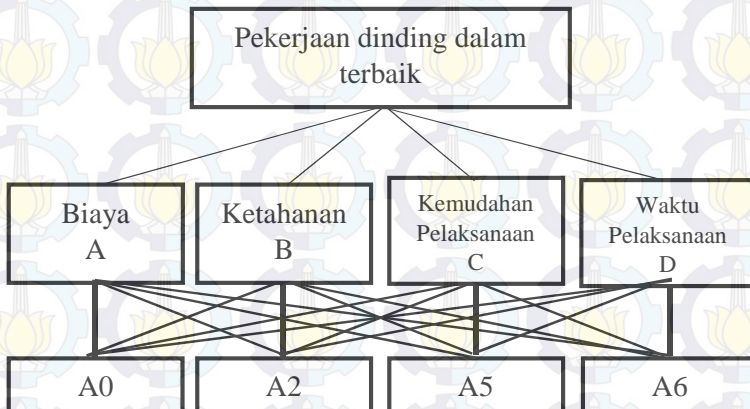 Pekerjaan dinding dalam
terbaik
Biaya
A
Ketahanan
B
Kemudahan
Pelaksanaan
C
Waktu
Pelaksanaan
D
A0
A2
A5
A6